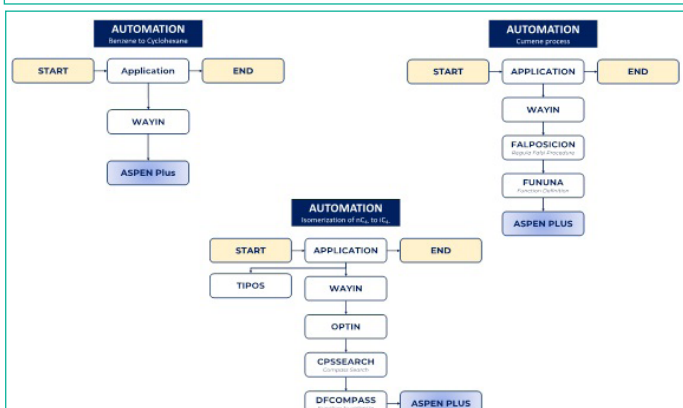 AUTOMATION
Benzene to Cyclohexane
START
Application
END
WAYIN
ASPEN Plus
AUTOMATION
Cumene process
START
APPLICATION
END
WAYIN
FALPOSICION
Regula Falsi Procedure
FUNUNA
Function Definition
ASPEN PLUS
AUTOMATION
Isomerization of nC₄, to iC₄,
START
APPLICATION
END
TIPOS
WAYIN
OPTIN
CPSSEARCH
Compass Search
DFCOMPASS
ASPEN PLUS